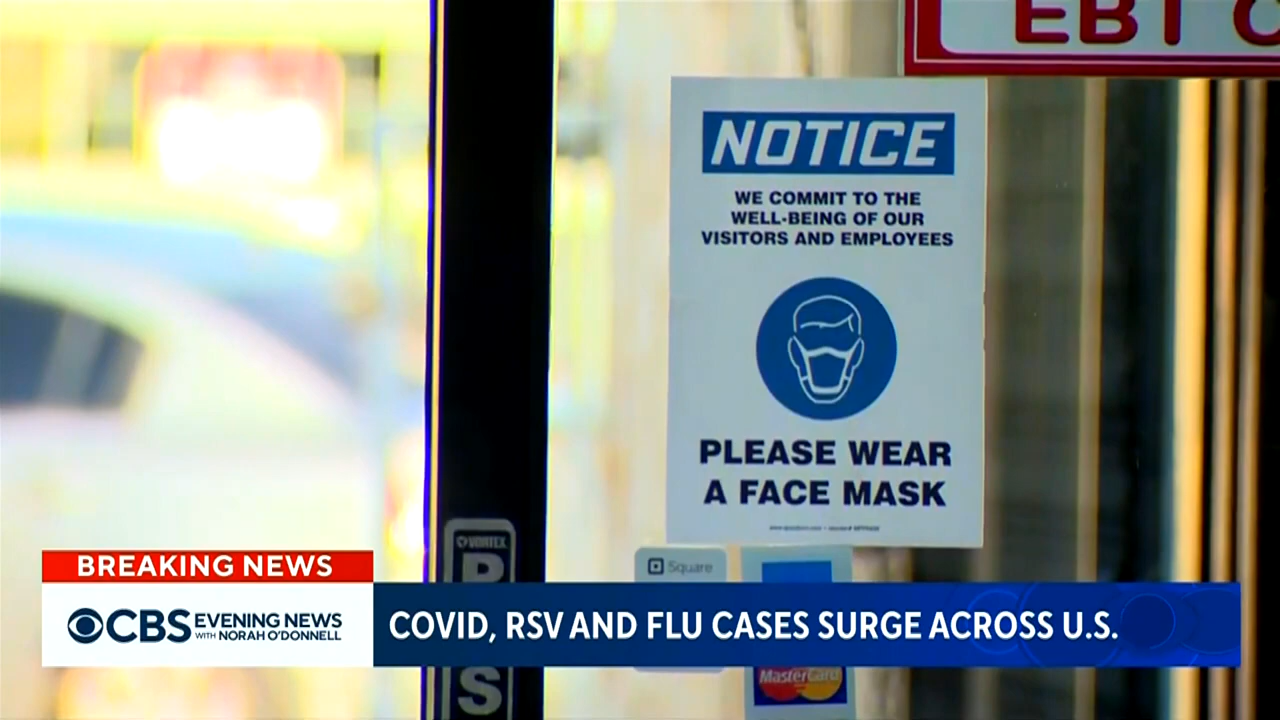 EBT
NOTICE
WE COMMIT TO THE
WELL-BEING OF OUR
VISITORS AND EMPLOYEES
PLEASE WEAR
A FACE MASK
VORTEX
P
S
Square
MasterCard
BREAKING NEWS
CBS EVENING NEWS
WITH NORAH O'DONNELL
COVID, RSV AND FLU CASES SURGE ACROSS U.S.